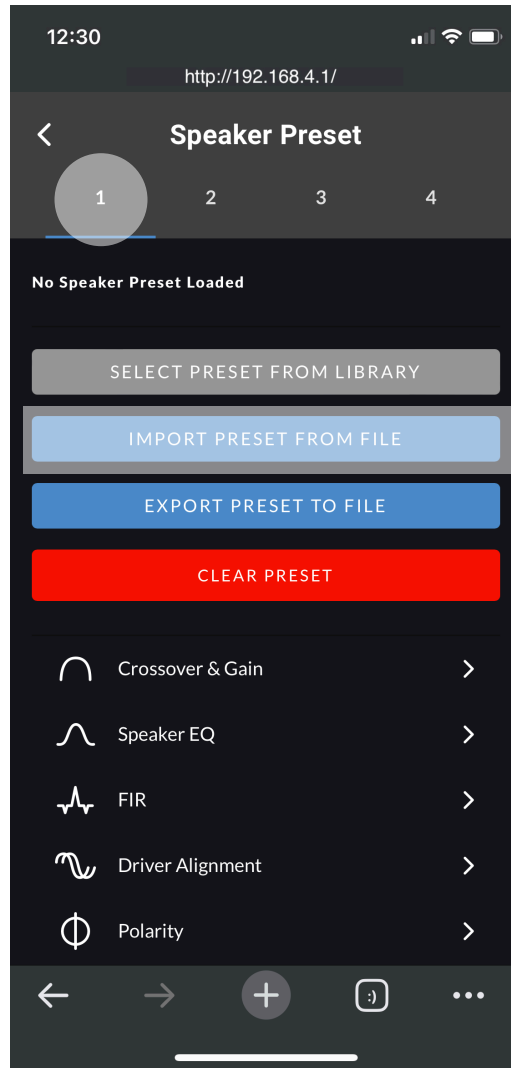 12:30
http://192.168.4.1/
Speaker Preset
1 2 3 4
No Speaker Preset Loaded
SELECT PRESET FROM LIBRARY
IMPORT PRESET FROM FILE
EXPORT PRESET TO FILE
CLEAR PRESET
Crossover & Gain
Speaker EQ
FIR
Driver Alignment
Polarity
:)